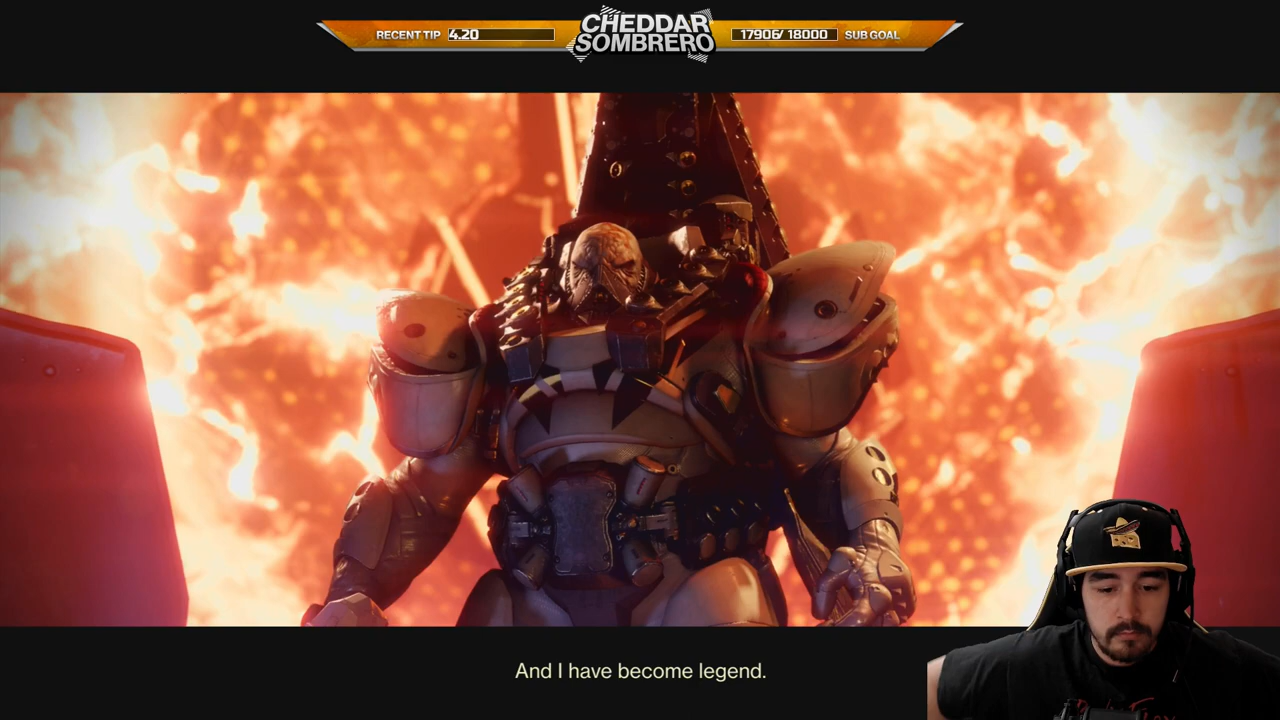 RECENT TIP 4.20
CHEDDAR
SOMBRERO
17906/ 18000 SUB GOAL
And I have become legend.